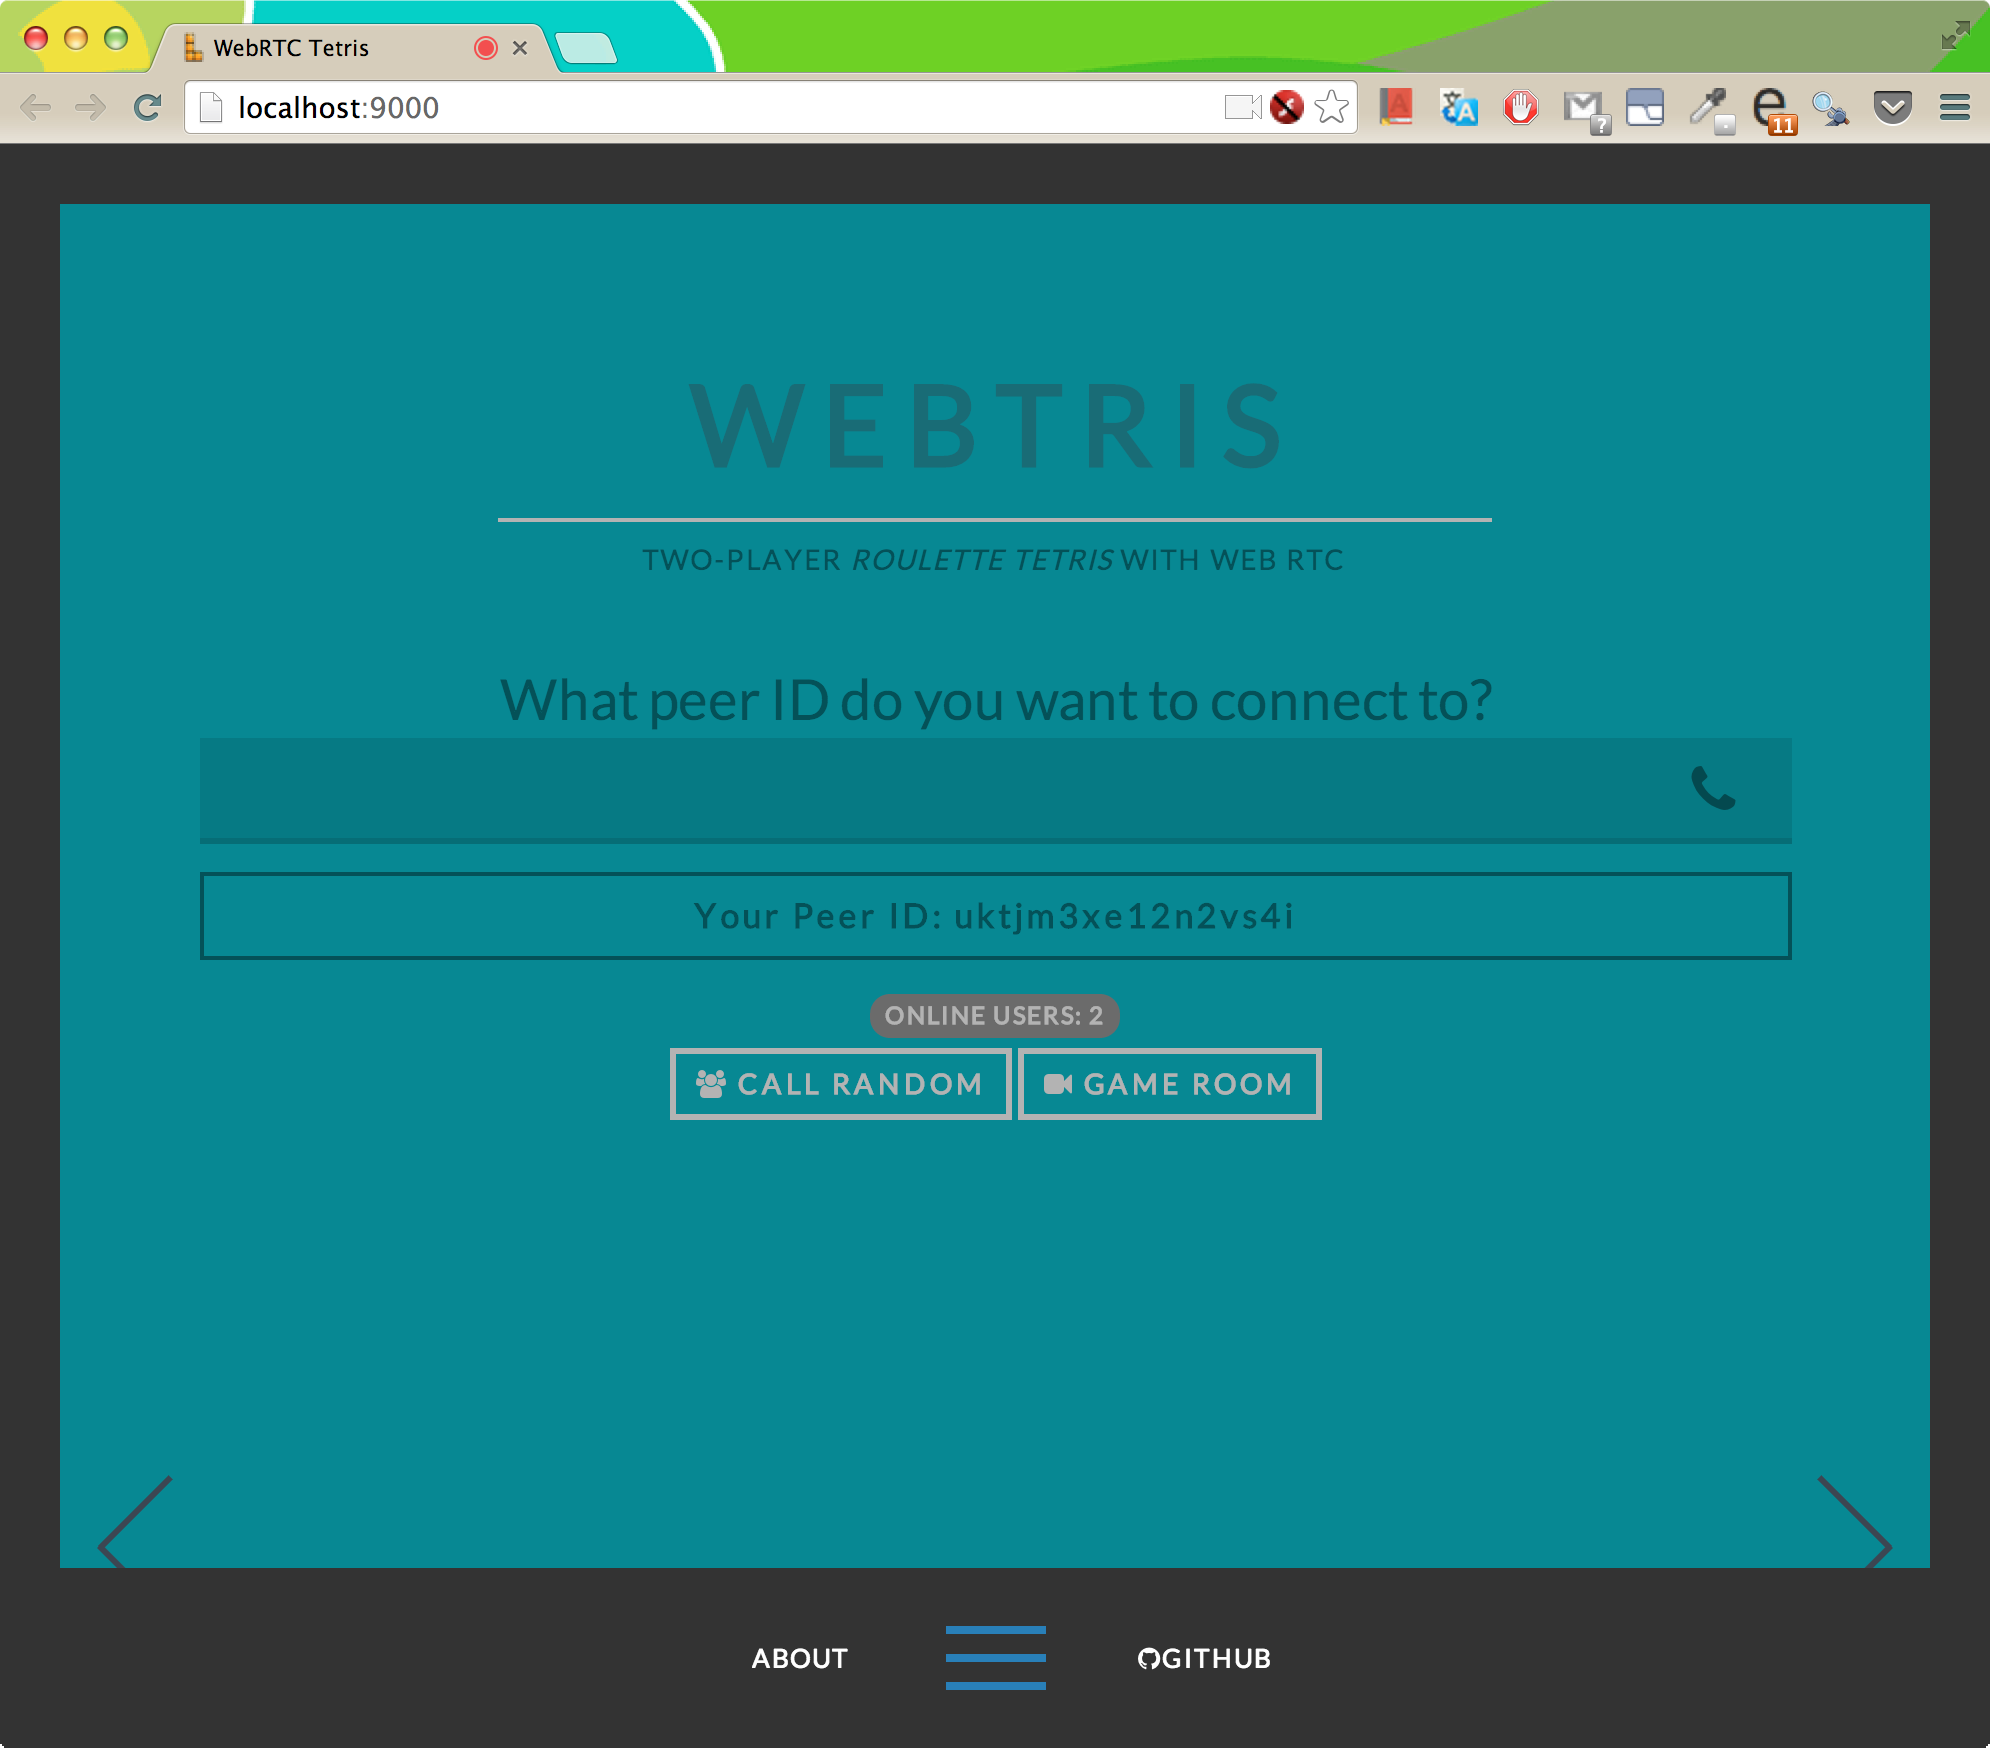 WebRTC Tetris
localhost:9000
?
11
WEBTRIS
TWO-PLAYER ROULETTE TETRIS WITH WEB RTC
What peer ID do you want to connect to?
Your Peer ID: uktjm3xe12n2vs4i
ONLINE USERS: 2
CALL RANDOM GAME ROOM
ABOUT GITHUB